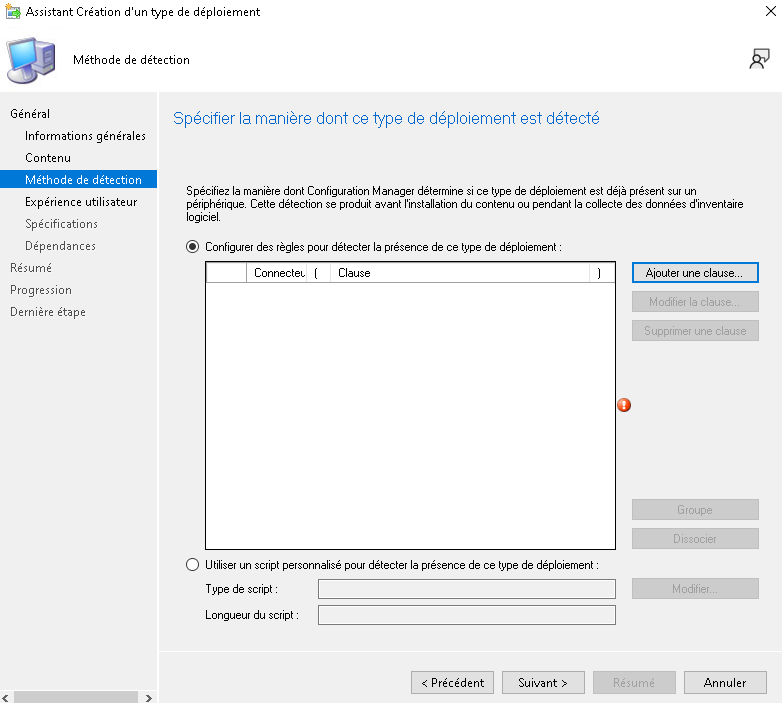 Assistant Création d'un type de déploiement
Méthode de détection
Général
Informations générales
Contenu
Méthode de détection
Expérience utilisateur
Spécifications
Dépendances
Résumé
Progression
Dernière étape
Spécifier la manière dont ce type de déploiement est détecté
Spécifiez la manière dont Configuration Manager détermine si ce type de déploiement est déjà présent sur un
périphérique. Cette détection se produit avant l'installation du contenu ou pendant la collecte des données d'inventaire
logiciel.
Configurer des règles pour détecter la présence de ce type de déploiement :
Connecteu ( Clause )
Ajouter une clause...
Modifier la clause...
Supprimer une clause
Groupe
Dissocier
Utiliser un script personnalisé pour détecter la présence de ce type de déploiement :
Type de script :
Modifier...
Longueur du script :
< Précédent Suivant > Résumé Annuler